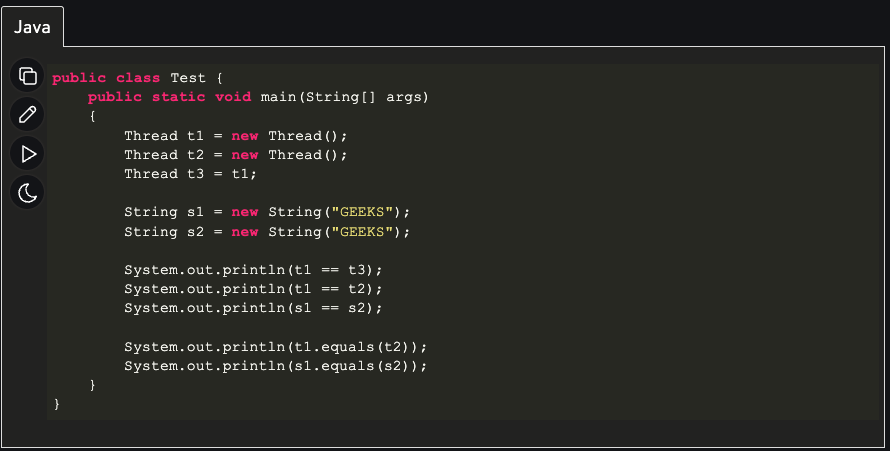 Java
public class Test {
    public static void main(String[] args)
    {
        Thread t1 = new Thread();
        Thread t2 = new Thread();
        Thread t3 = t1;

        String s1 = new String("GEEKS");
        String s2 = new String("GEEKS");

        System.out.println(t1 == t3);
        System.out.println(t1 == t2);
        System.out.println(s1 == s2);

        System.out.println(t1.equals(t2));
        System.out.println(s1.equals(s2));
    }
}